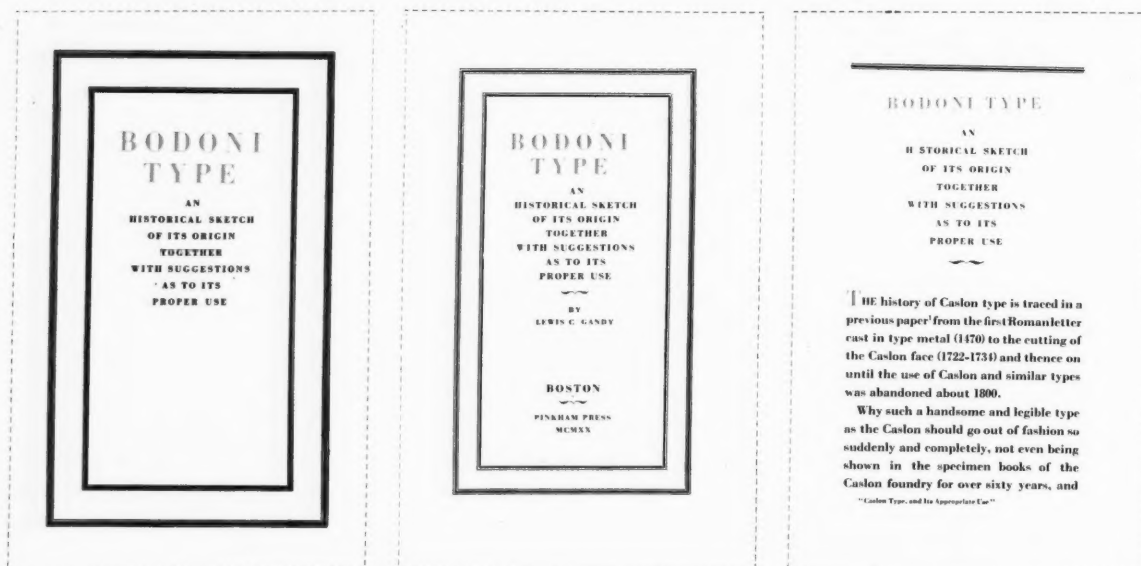 BODONI
TYPE
AN
HISTORICAL SKETCH
OF ITS ORIGIN
TOGETHER
WITH SUGGESTIONS
AS TO ITS
PROPER USE
BODONI
TYPE
AN
HISTORICAL SKETCH
OF ITS ORIGIN
TOGETHER
WITH SUGGESTIONS
AS TO ITS
PROPER USE
BY
LEWIS C. GANDY
BOSTON
PINKHAM PRESS
MCMXX
BODONI TYPE
AN
H STORICAL SKETCH
OF ITS ORIGIN
TOGETHER
WITH SUGGESTIONS
AS TO ITS
PROPER USE
THE history of Caslon type is traced in a
previous paper¹ from the first Roman letter
cast in type metal (1470) to the cutting of
the Caslon face (1722-1734) and thence on
until the use of Caslon and similar types
was abandoned about 1800.
Why such a handsome and legible type
as the Caslon should go out of fashion so
suddenly and completely, not even being
shown in the specimen books of the
Caslon foundry for over sixty years, and
"Caslon Type, and Its Appropriate Use"